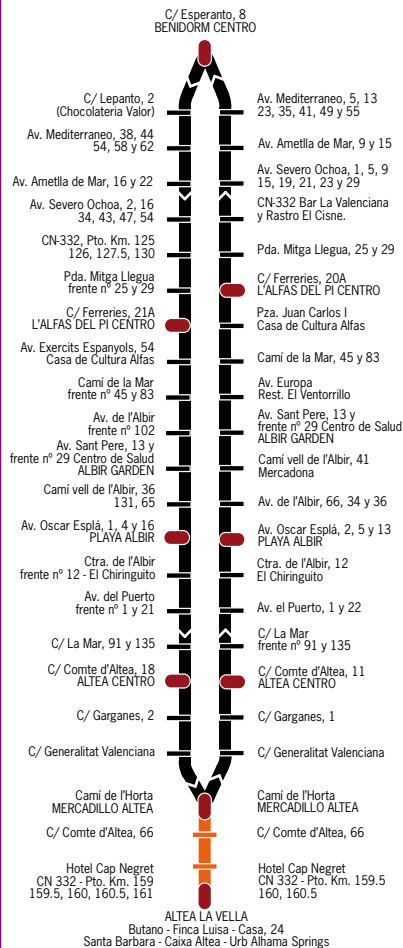 C/ Esperanto, 8
BENIDORM CENTRO
C/ Lepanto, 2
(Chocolateria Valor)
Av. Mediterraneo, 38, 44
54, 58 y 62
Av. Ametlla de Mar, 16 y 22
Av. Severo Ochoa, 2, 16
34, 43, 47, 54
CN-332, Pto. Km. 125
126, 127.5, 130
Pda. Mitga Llegua
frente nº 25 y 29
C/ Ferreries, 21A
L'ALFAS DEL PI CENTRO
Av. Exercits Espanyols, 54
Casa de Cultura Alfas
Camí de la Mar
frente nº 45 y 83
Av. de l'Albir
frente nº 102
Av. Sant Pere, 13 y
frente nº 29 Centro de Salud
ALBIR GARDEN
Camí vell de l'Albir, 36
131, 65
Av. Oscar Esplá, 1, 4 y 16
PLAYA ALBIR
Ctra. de l'Albir
frente nº 12 - El Chiringuito
Av. del Puerto
frente nº 1 y 21
C/ La Mar, 91 y 135
C/ Comte d'Altea, 18
ALTEA CENTRO
C/ Garganes, 2
C/ Generalitat Valenciana
Camí de l'Horta
MERCADILLO ALTEA
C/ Comte d'Altea, 66
Hotel Cap Negret
CN 332 - Pto. Km. 159
159.5, 160, 160.5, 161
Av. Mediterraneo, 5, 13
23, 35, 41, 49 y 55
Av. Ametlla de Mar, 9 y 15
Av. Severo Ochoa, 1, 5, 9
15, 19, 21, 23 y 29
CN-332 Bar La Valenciana
y Rastro El Cisne.
Pda. Mitga Llegua, 25 y 29
C/ Ferreries, 20A
L'ALFAS DEL PI CENTRO
Pza. Juan Carlos I
Casa de Cultura Alfas
Camí de la Mar, 45 y 83
Av. Europa
Rest. El Ventorrillo
Av. Sant Pere, 13 y
frente nº 29 Centro de Salud
ALBIR GARDEN
Camí vell de l'Albir, 41
Mercadona
Av. de l'Albir, 66, 34 y 36
Av. Oscar Esplá, 2, 5 y 13
PLAYA ALBIR
Ctra. de l'Albir, 12
El Chiringuito
Av. el Puerto, 1 y 22
C/ La Mar
frente nº 91 y 135
C/ Comte d'Altea, 11
ALTEA CENTRO
C/ Garganes, 1
C/ Generalitat Valenciana
Camí de l'Horta
MERCADILLO ALTEA
C/ Comte d'Altea, 66
Hotel Cap Negret
CN 332 - Pto. Km. 159.5
160, 160.5
ALTEA LA VELLA
Butano - Finca Luisa - Casa, 24
Santa Barbara - Caixa Altea - Urb Alhama Springs